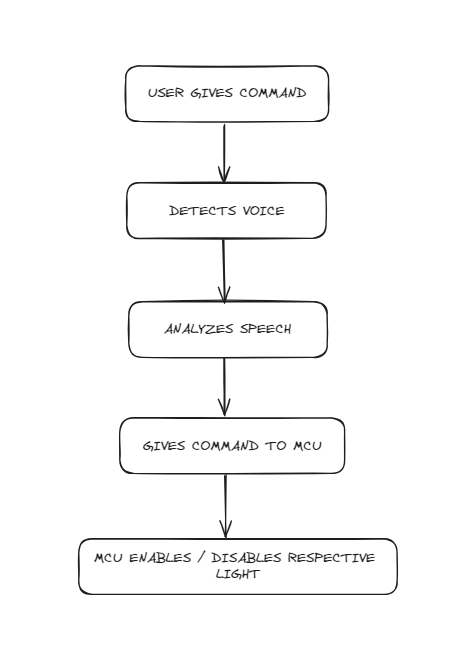 USER GIVES COMMAND
DETECTS VOICE
ANALYZES SPEECH
GIVES COMMAND TO MCU
MCU ENABLES / DISABLES RESPECTIVE
LIGHT